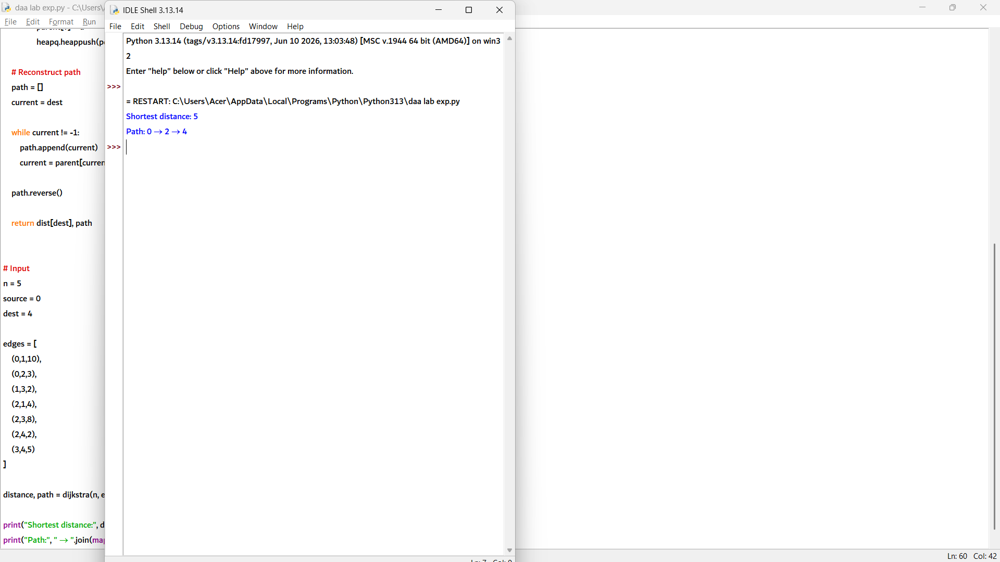 daa lab exp.py - C:\Users\
File Edit Format Run
heapq.heappush(p
# Reconstruct path
path = []
current = dest
while current != -1:
path.append(current)
current = parent[curren
path.reverse()
return dist[dest], path
# Input
n = 5
source = 0
dest = 4
edges = [
(0,1,10),
(0,2,3),
(1,3,2),
(2,1,4),
(2,3,8),
(2,4,2),
(3,4,5)
]
distance, path = dijkstra(n, e
print("Shortest distance:", d
print("Path:", " → ".join(map
IDLE Shell 3.13.14
File Edit Shell Debug Options Window Help
Python 3.13.14 (tags/v3.13.14:fd17997, Jun 10 2026, 13:03:48) [MSC v.1944 64 bit (AMD64)] on win3
2
Enter "help" below or click "Help" above for more information.
>>>
= RESTART: C:\Users\Acer\AppData\Local\Programs\Python\Python313\daa lab exp.py
Shortest distance: 5
Path: 0 → 2 → 4
>>>
Ln: 7 Col: 0
Ln: 60 Col: 42